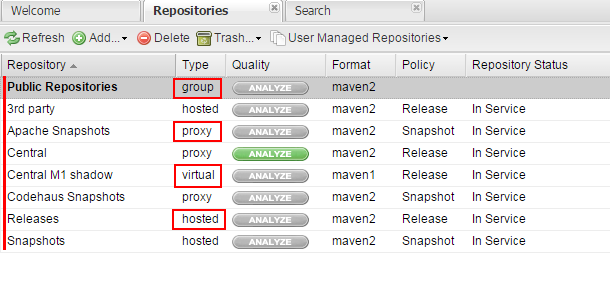 Welcome Repositories Search
Refresh Add... Delete Trash... User Managed Repositories
Repository Type Quality Format Policy Repository Status
Public Repositories group ANALYZE maven2
3rd party hosted ANALYZE maven2 Release In Service
Apache Snapshots proxy ANALYZE maven2 Snapshot In Service
Central proxy ANALYZE maven2 Release In Service
Central M1 shadow virtual ANALYZE maven1 Release In Service
Codehaus Snapshots proxy ANALYZE maven2 Snapshot In Service
Releases hosted ANALYZE maven2 Release In Service
Snapshots hosted ANALYZE maven2 Snapshot In Service